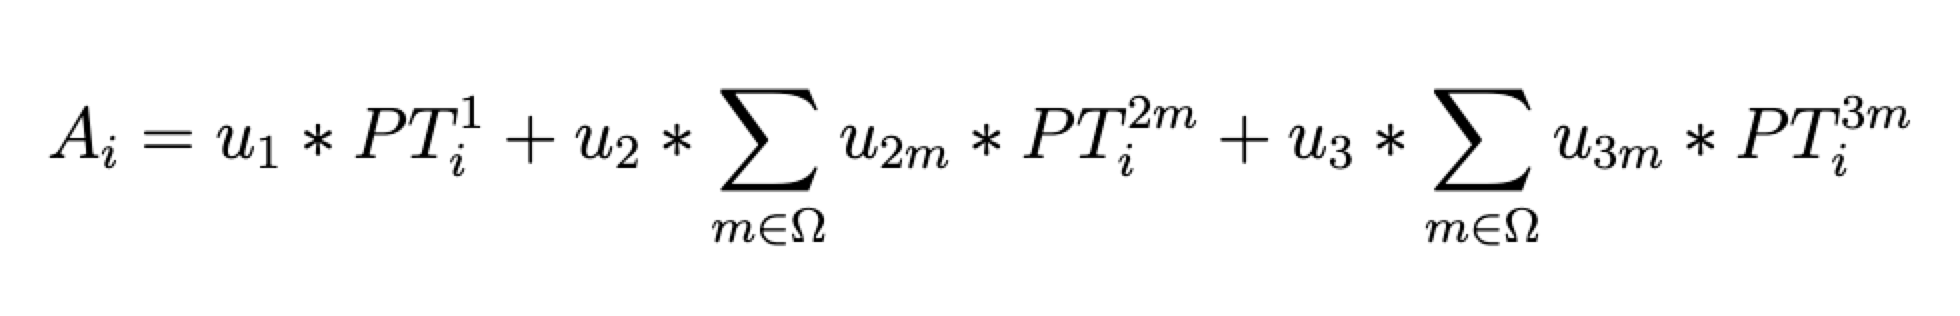 A_i = u_1 * PT_i^1 + u_2 * \sum_{m \in \Omega} u_{2m} * PT_i^{2m} + u_3 * \sum_{m \in \Omega} u_{3m} * PT_i^{3m}